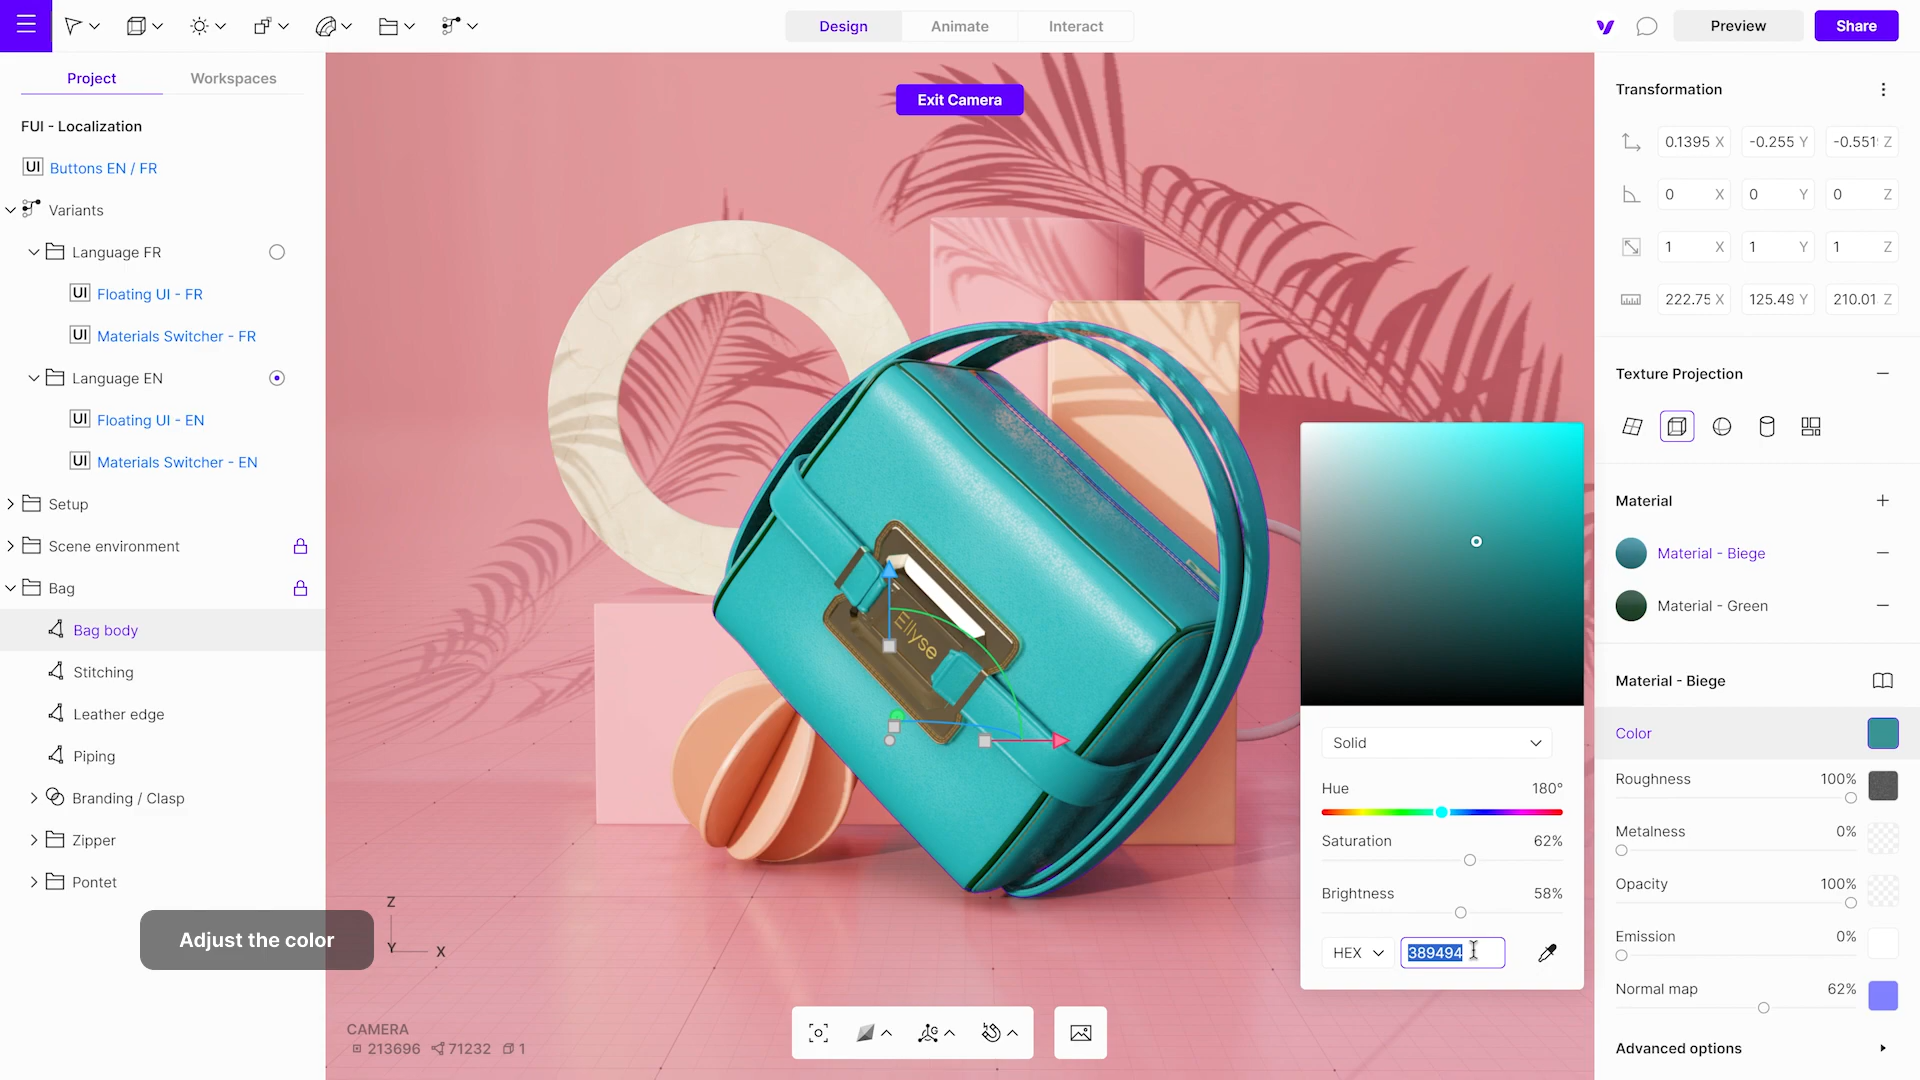 Design
Animate
Interact
Preview
Share
Project
Workspaces
FUI - Localization
UI Buttons EN / FR
Variants
Language FR
UI Floating UI - FR
UI Materials Switcher - FR
Language EN
UI Floating UI - EN
UI Materials Switcher - EN
Setup
Scene environment
Bag
Bag body
Stitching
Leather edge
Piping
Branding / Clasp
Zipper
Pontet
Adjust the color
Exit Camera
Ellyse
Z
Y
X
CAMERA
213696 71232 1
Solid
Hue 180°
Saturation 62%
Brightness 58%
HEX 389494
Transformation
0.1395 X -0.255 Y -0.551 Z
0 X 0 Y 0 Z
1 X 1 Y 1 Z
222.75 X 125.49 Y 210.01 Z
Texture Projection
Material
Material - Biege
Material - Green
Material - Biege
Color
Roughness 100%
Metalness 0%
Opacity 100%
Emission 0%
Normal map 62%
Advanced options